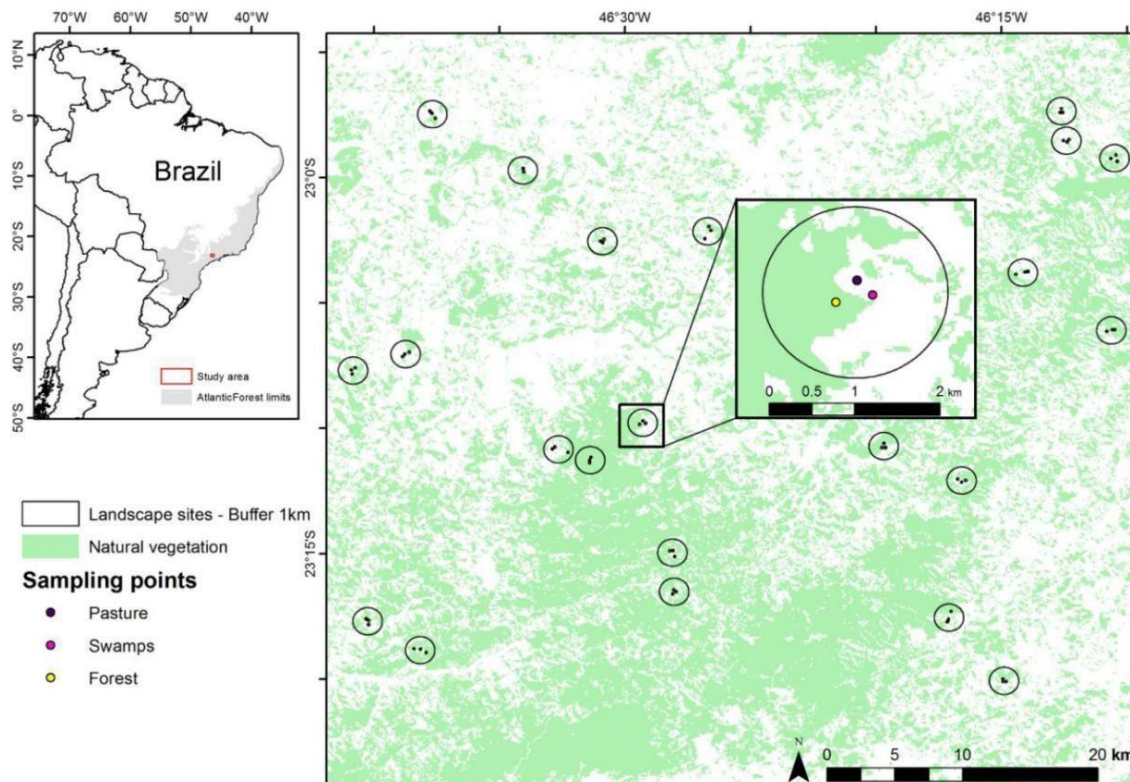 70°W 60°W 50°W 40°W
10°N
0°
10°S
20°S
30°S
40°S
50°S
Brazil
Study area
AtlanticForest limits
46°30'W 46°15'W
23°0'S
23°15'S
0 0.5 1 2 km
Landscape sites - Buffer 1km
Natural vegetation
Sampling points
Pasture
Swamps
Forest
N
0 5 10 20 km